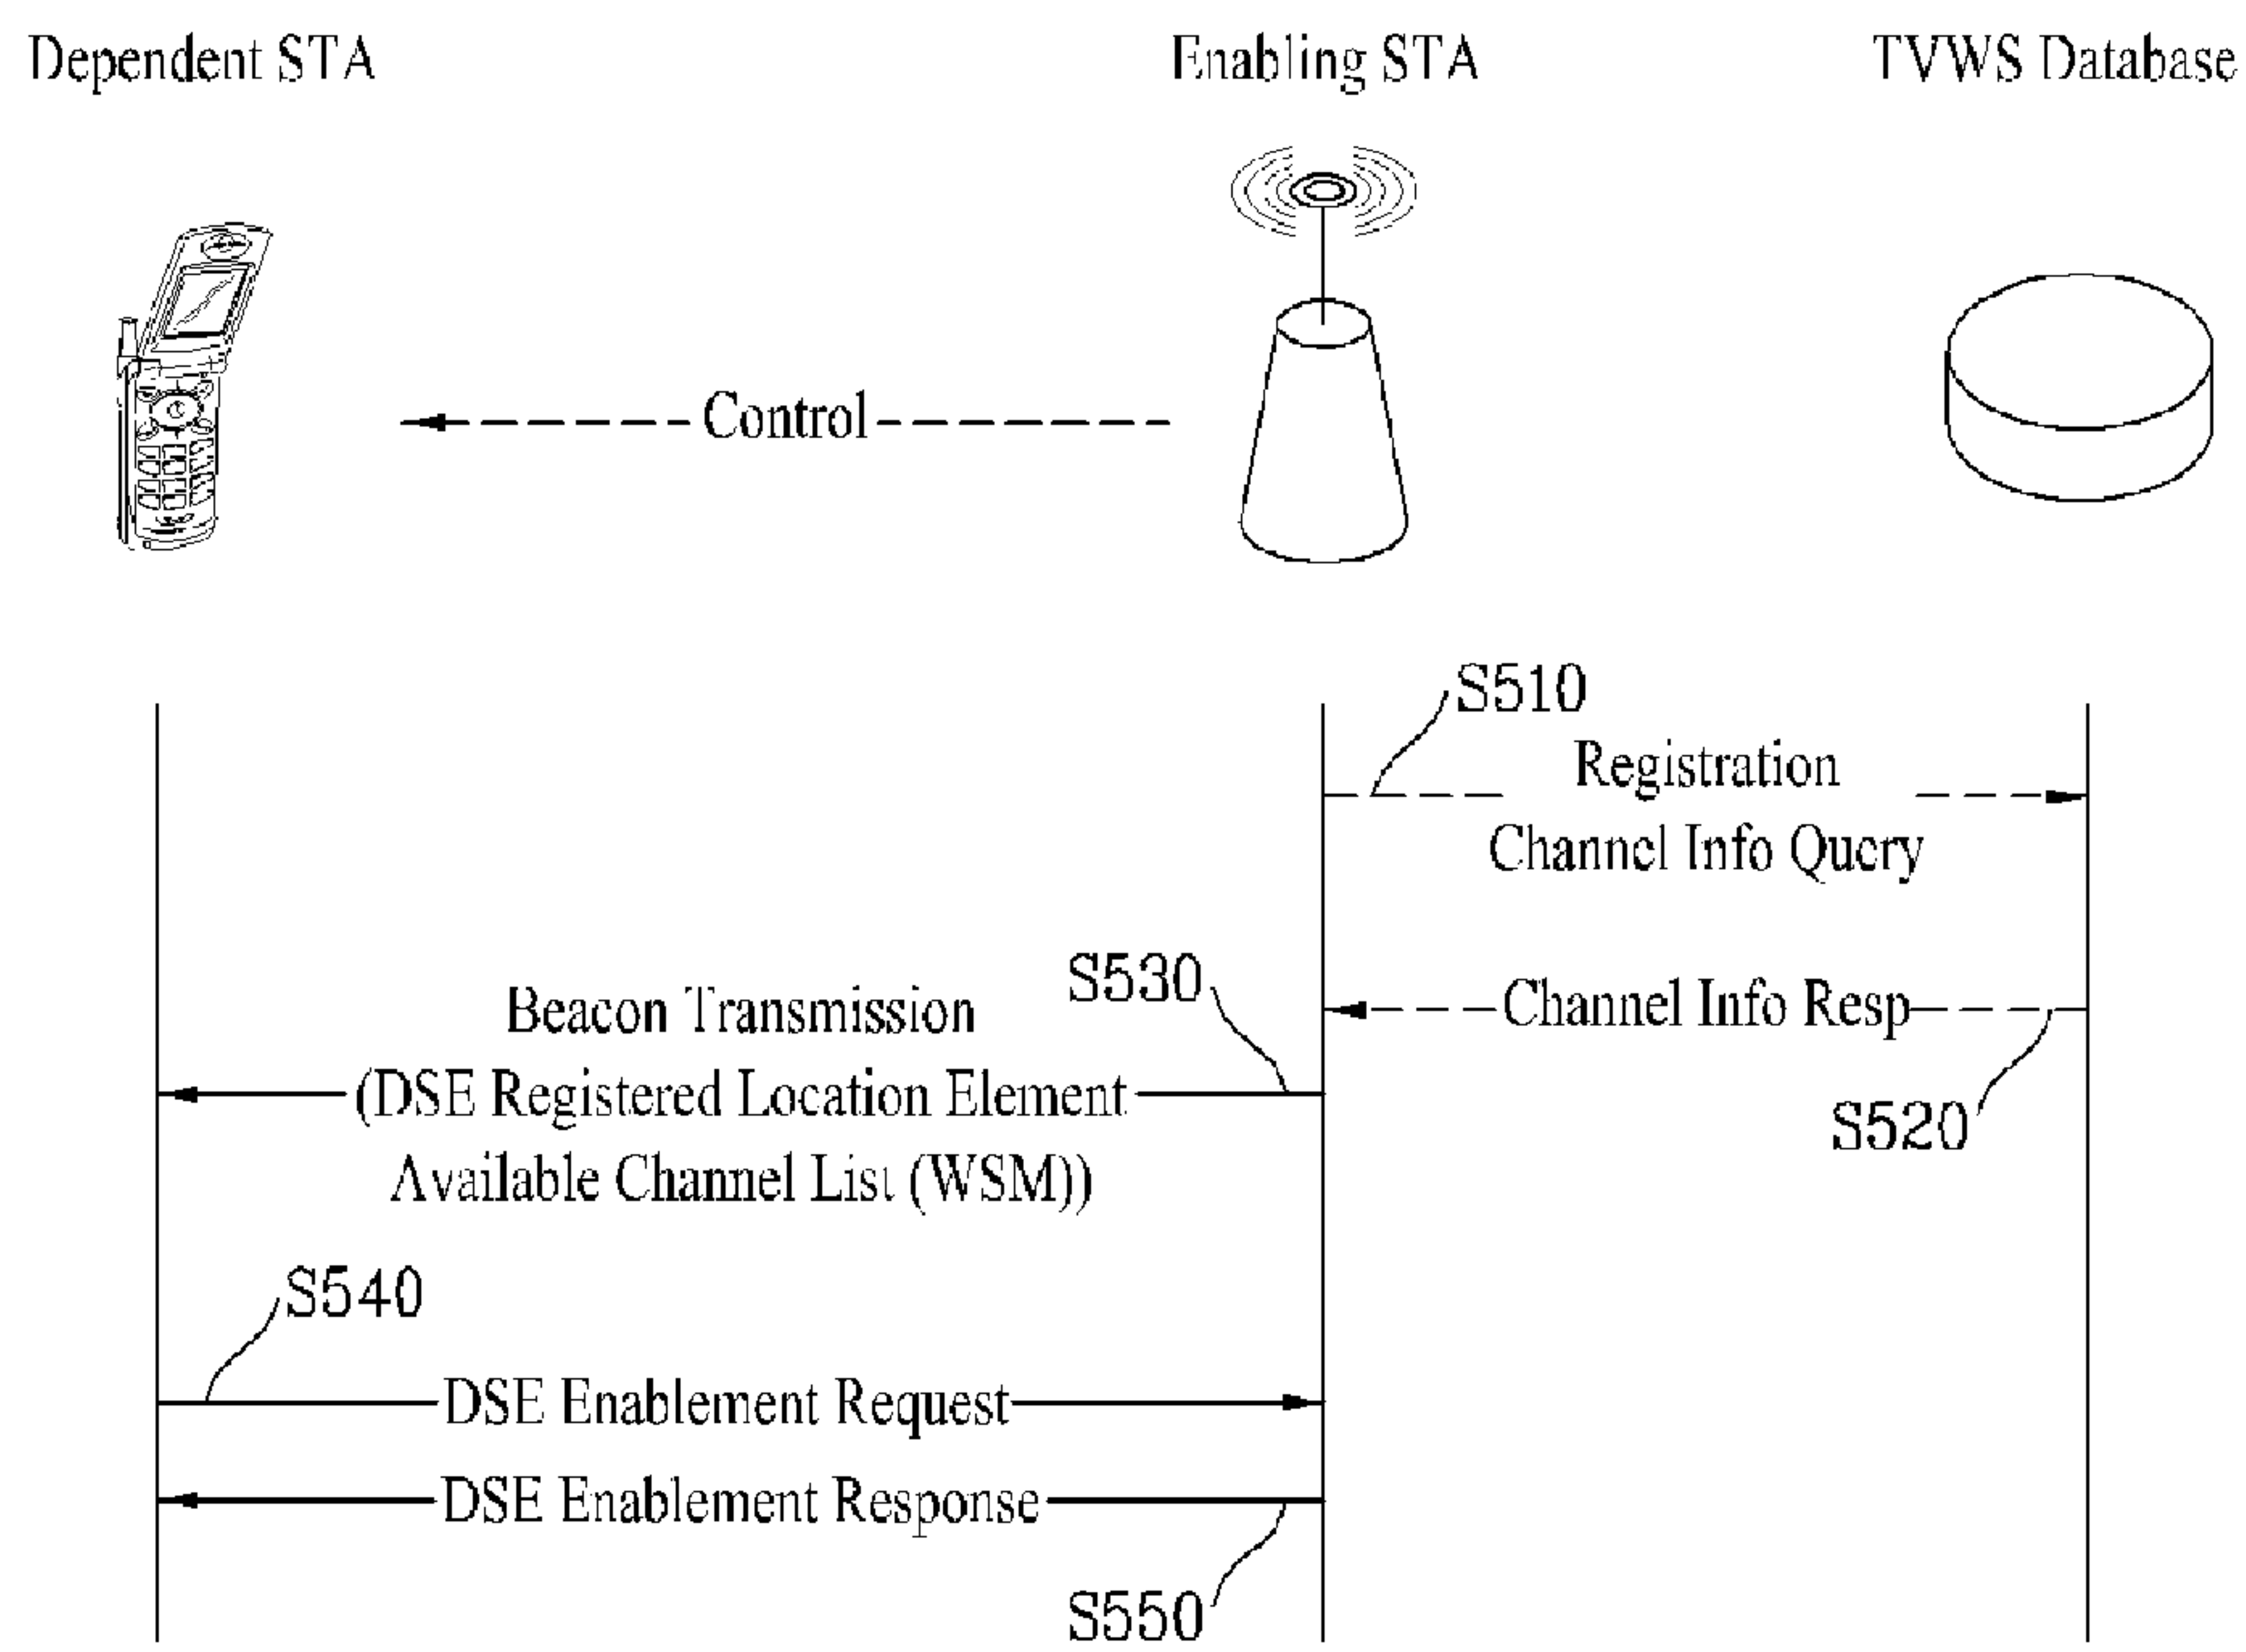 Dependent STA
Enabling STA
TVWS Database
Control
S510
Registration
Channel Info Query
S530
Channel Info Resp
Beacon Transmission
(DSE Registered Location Element
Available Channel List (WSM))
S520
S540
DSE Enablement Request
DSE Enablement Response
S550